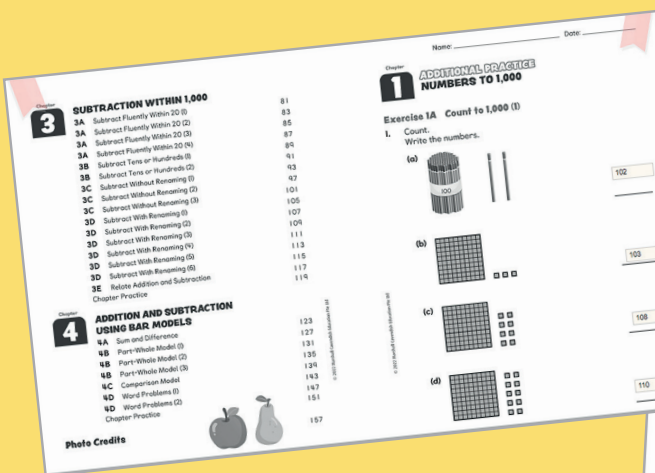 Chapter
3 SUBTRACTION WITHIN 1,000
3A Subtract Fluently Within 20 (1) 81
3A Subtract Fluently Within 20 (2) 83
3A Subtract Fluently Within 20 (3) 85
3A Subtract Fluently Within 20 (4) 87
3B Subtract Tens or Hundreds (1) 89
3B Subtract Tens or Hundreds (2) 91
3C Subtract Without Renaming (1) 93
3C Subtract Without Renaming (2) 97
3C Subtract Without Renaming (3) 101
3D Subtract With Renaming (1) 105
3D Subtract With Renaming (2) 107
3D Subtract With Renaming (3) 109
3D Subtract With Renaming (4) 111
3D Subtract With Renaming (5) 113
3D Subtract With Renaming (6) 115
3E Relate Addition and Subtraction 117
Chapter Practice 119
Chapter
4 ADDITION AND SUBTRACTION
USING BAR MODELS
4A Sum and Difference 123
4B Part-Whole Model (1) 127
4B Part-Whole Model (2) 131
4B Part-Whole Model (3) 135
4C Comparison Model 139
4D Word Problems (1) 143
4D Word Problems (2) 147
Chapter Practice 151
Photo Credits 157
Name: Date:
Chapter
1 ADDITIONAL PRACTICE
NUMBERS TO 1,000
Exercise 1A Count to 1,000 (1)
1. Count.
Write the numbers.
(a) 100 102
(b) 103
(c) 108
(d) 110